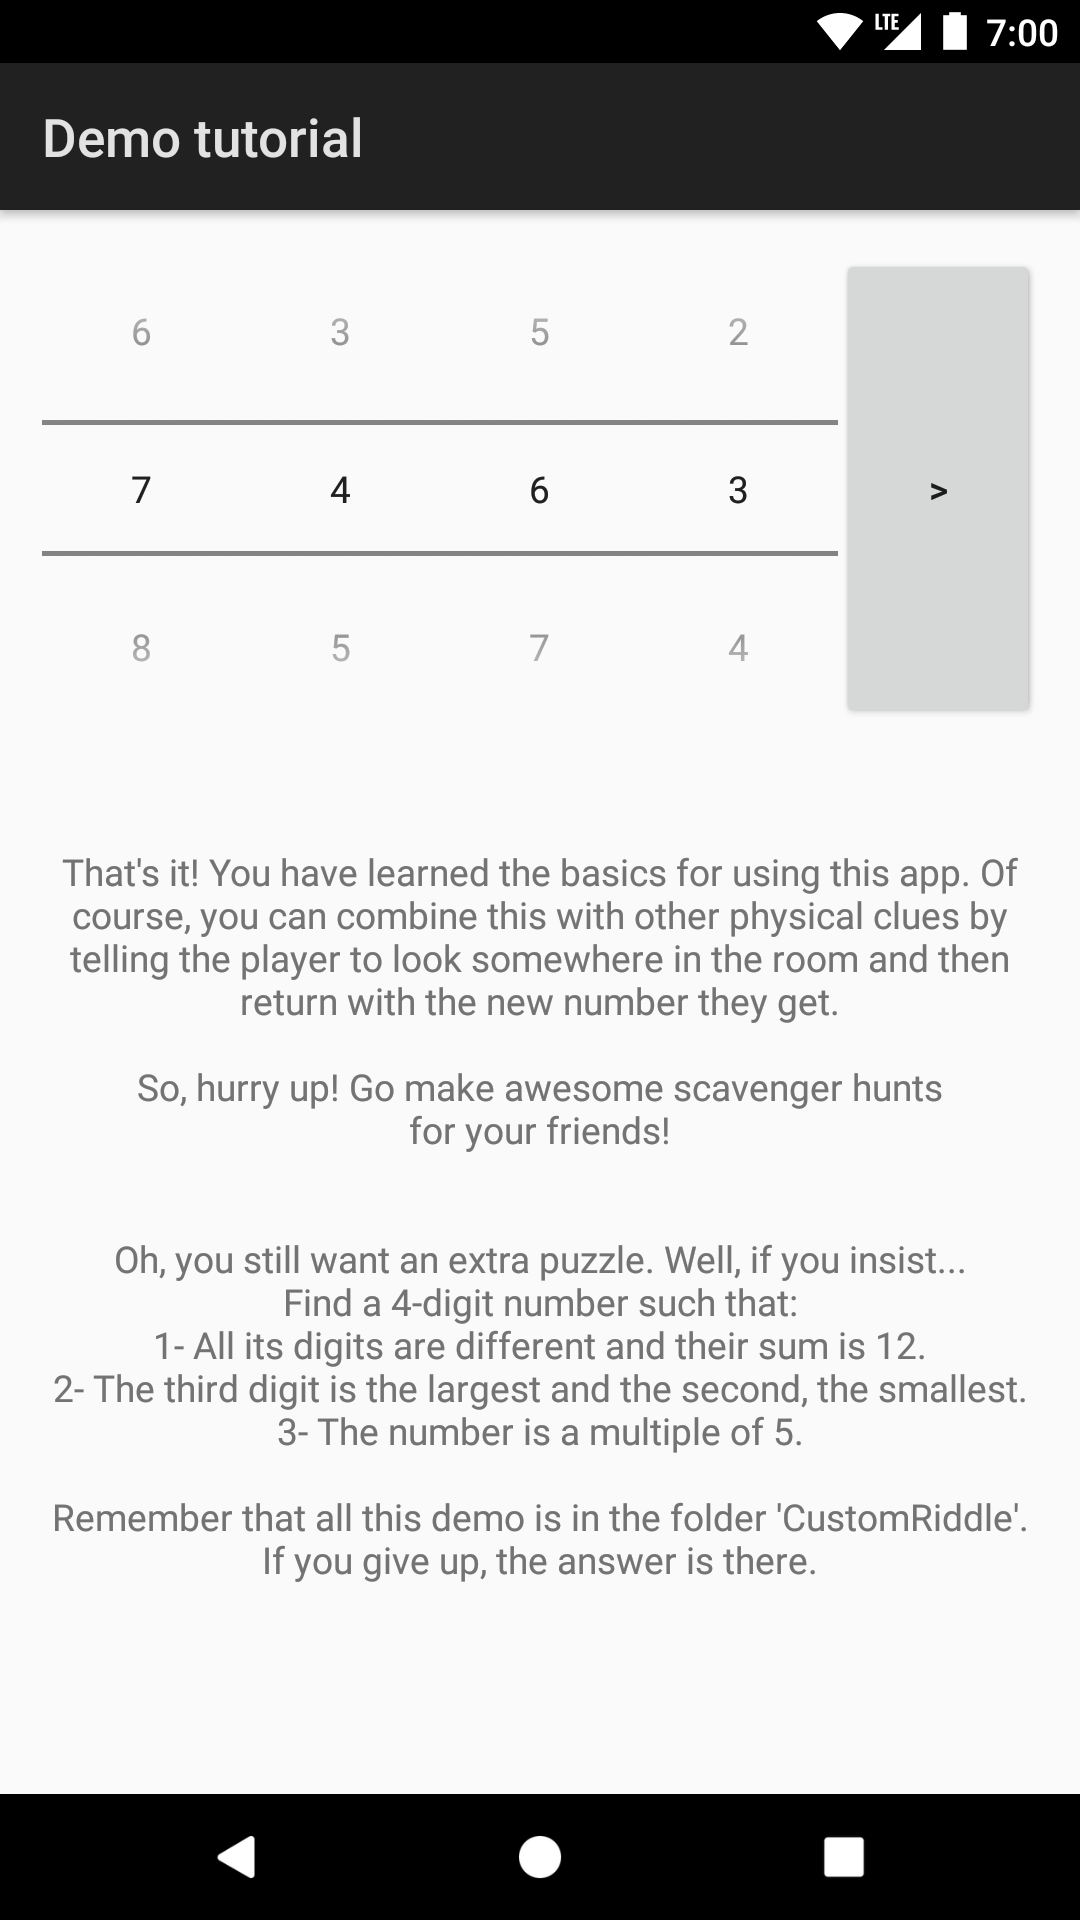 LTE 7:00
Demo tutorial
6 3 5 2
7 4 6 3 >
8 5 7 4
That's it! You have learned the basics for using this app. Of
course, you can combine this with other physical clues by
telling the player to look somewhere in the room and then
return with the new number they get.
So, hurry up! Go make awesome scavenger hunts
for your friends!
Oh, you still want an extra puzzle. Well, if you insist...
Find a 4-digit number such that:
1- All its digits are different and their sum is 12.
2- The third digit is the largest and the second, the smallest.
3- The number is a multiple of 5.
Remember that all this demo is in the folder 'CustomRiddle'.
If you give up, the answer is there.